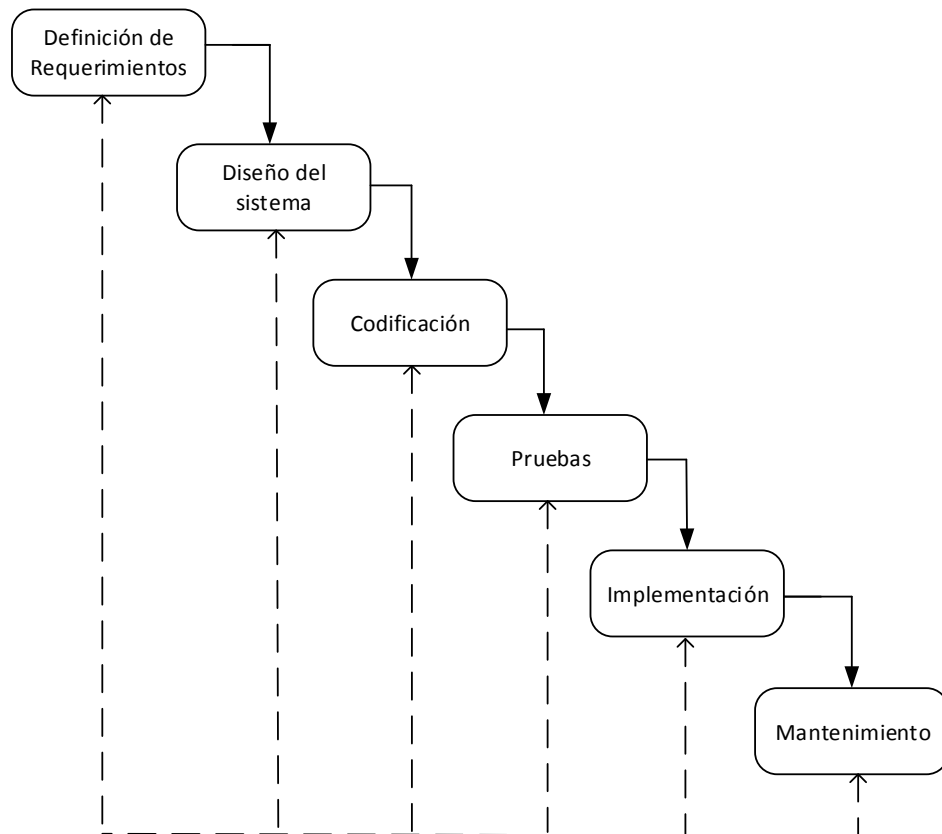 Definición de
Requerimientos
Diseño del
sistema
Codificación
Pruebas
Implementación
Mantenimiento